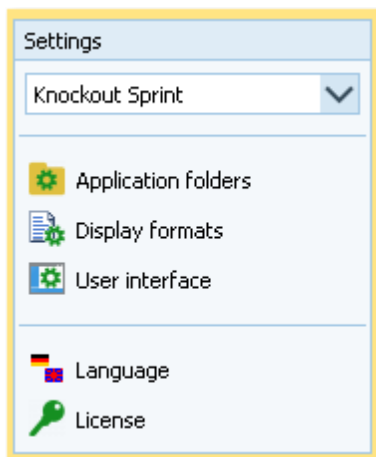 Settings
Knockout Sprint
Application folders
Display formats
User interface
Language
License